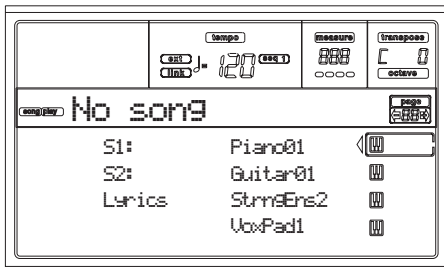 tempo measure transpose
ext link ♩= 120 seq 1 888 C 0
octave
song play No song page 88
S1: Piano01
S2: Guitar01
Lyrics StrngEns2
VoxPad1